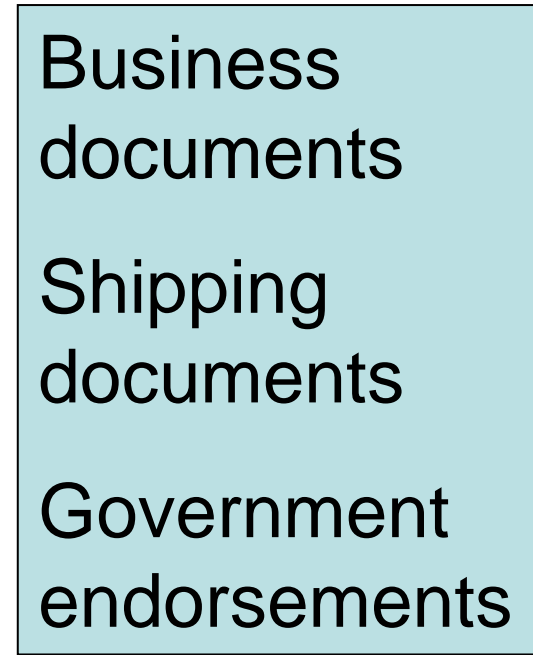 Business
documents
Shipping
documents
Government
endorsements